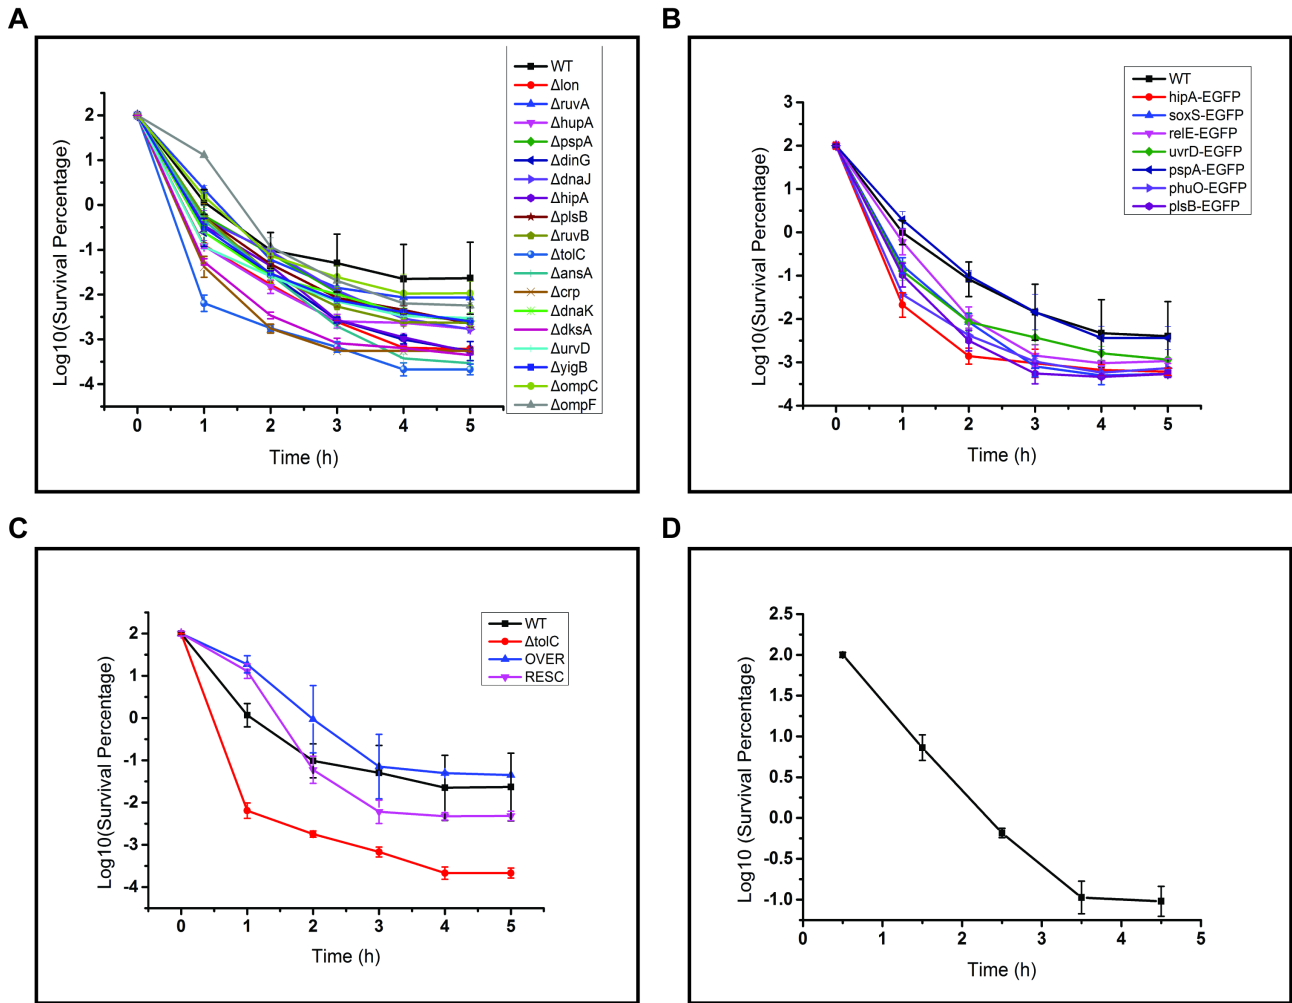 A
Log10(Survival Percentage)
2
1
0
-1
-2
-3
-4
0 1 2 3 4 5
Time (h)
WT
Δlon
ΔruvA
ΔhupA
ΔpspA
ΔdinG
ΔdnaJ
ΔhipA
ΔplsB
ΔruvB
ΔtolC
ΔansA
Δcrp
ΔdnaK
ΔdksA
ΔurvD
ΔyigB
ΔompC
ΔompF
B
Log10(Survival Percentage)
3
2
1
0
-1
-2
-3
-4
0 1 2 3 4 5
Time (h)
WT
hipA-EGFP
soxS-EGFP
relE-EGFP
uvrD-EGFP
pspA-EGFP
phuO-EGFP
plsB-EGFP
C
Log10(Survival Percentage)
2
1
0
-1
-2
-3
-4
0 1 2 3 4 5
Time (h)
WT
ΔtolC
OVER
RESC
D
Log10 (Survival Percentage)
2.5
2.0
1.5
1.0
0.5
0.0
-0.5
-1.0
0 1 2 3 4 5
Time (h)